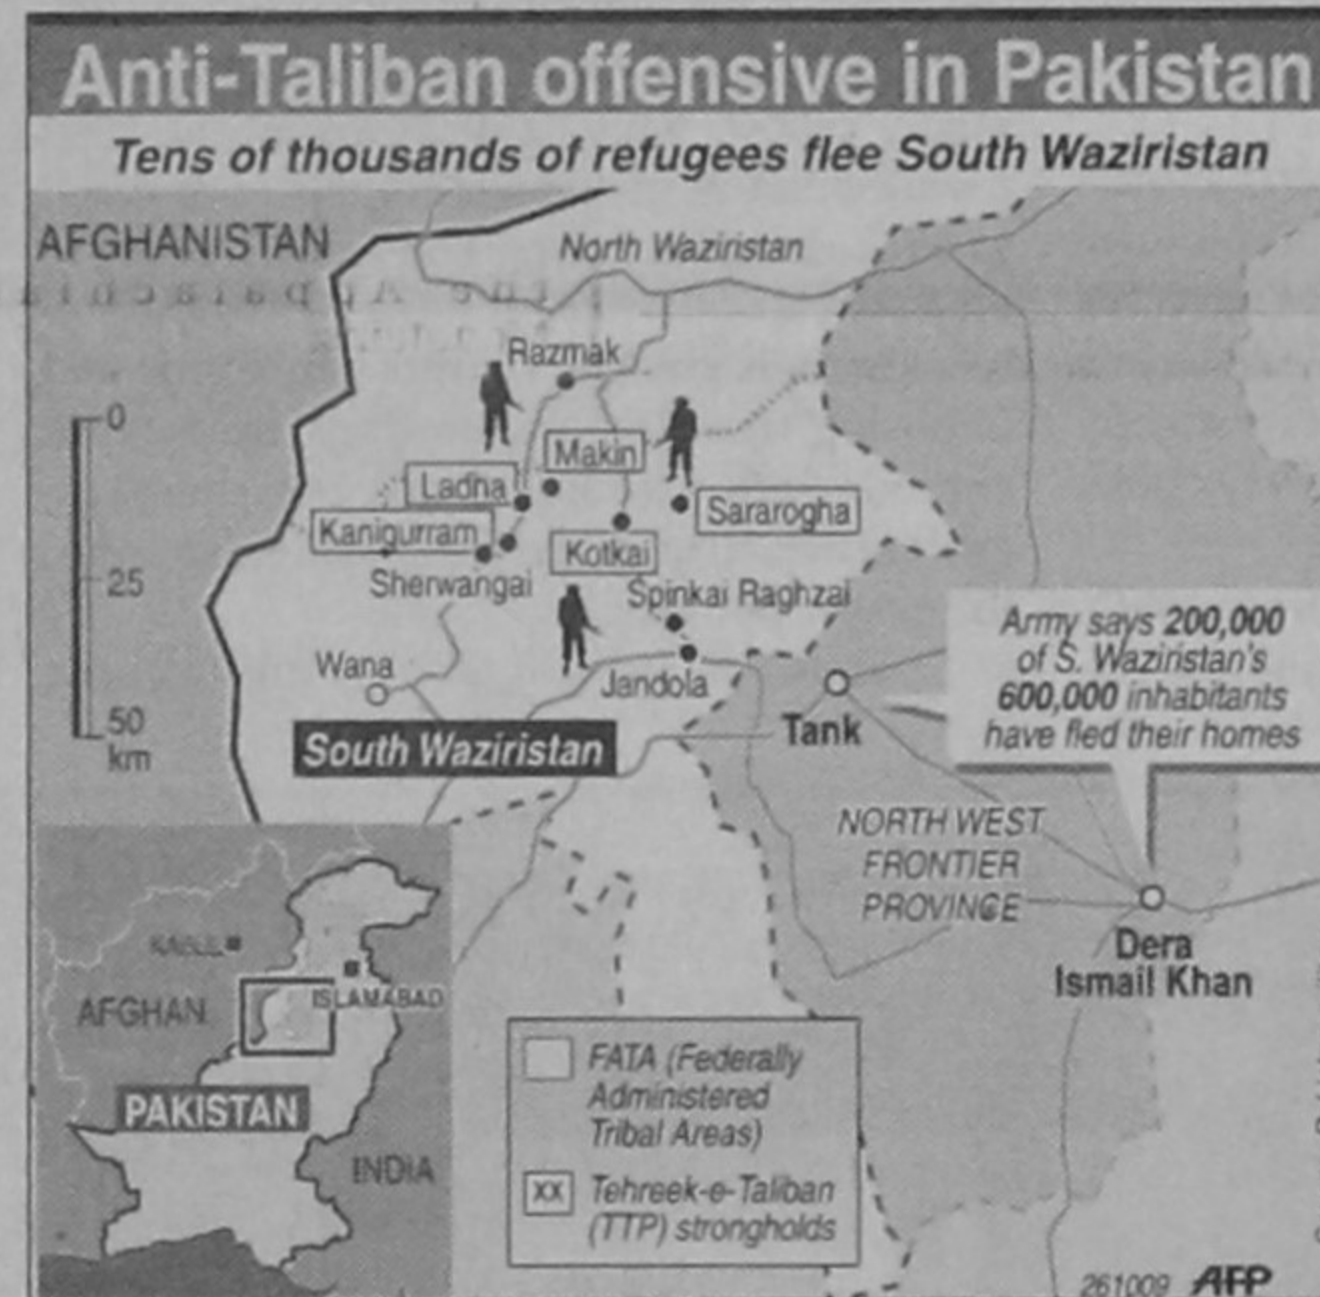 Anti-Taliban offensive in Pakistan
Tens of thousands of refugees flee South Waziristan
AFGHANISTAN
North Waziristan
Razmak
0
Makin
Ladha
Sararogha
Kanigurram
Kotkai
Sherwangai
25
Spinkai Raghzai
Army says 200,000
of S. Waziristan's
600,000 inhabitants
have fled their homes
Wana
Jandola
50
km
Tank
South Waziristan
NORTH WEST
FRONTIER
PROVINCE
Dera
Ismail Khan
KABUL
ISLAMABAD
AFGHAN.
PAKISTAN
INDIA
FATA (Federally
Administered
Tribal Areas)
XX
Tehreek-e-Taliban
(TTP) strongholds
261009 AFP